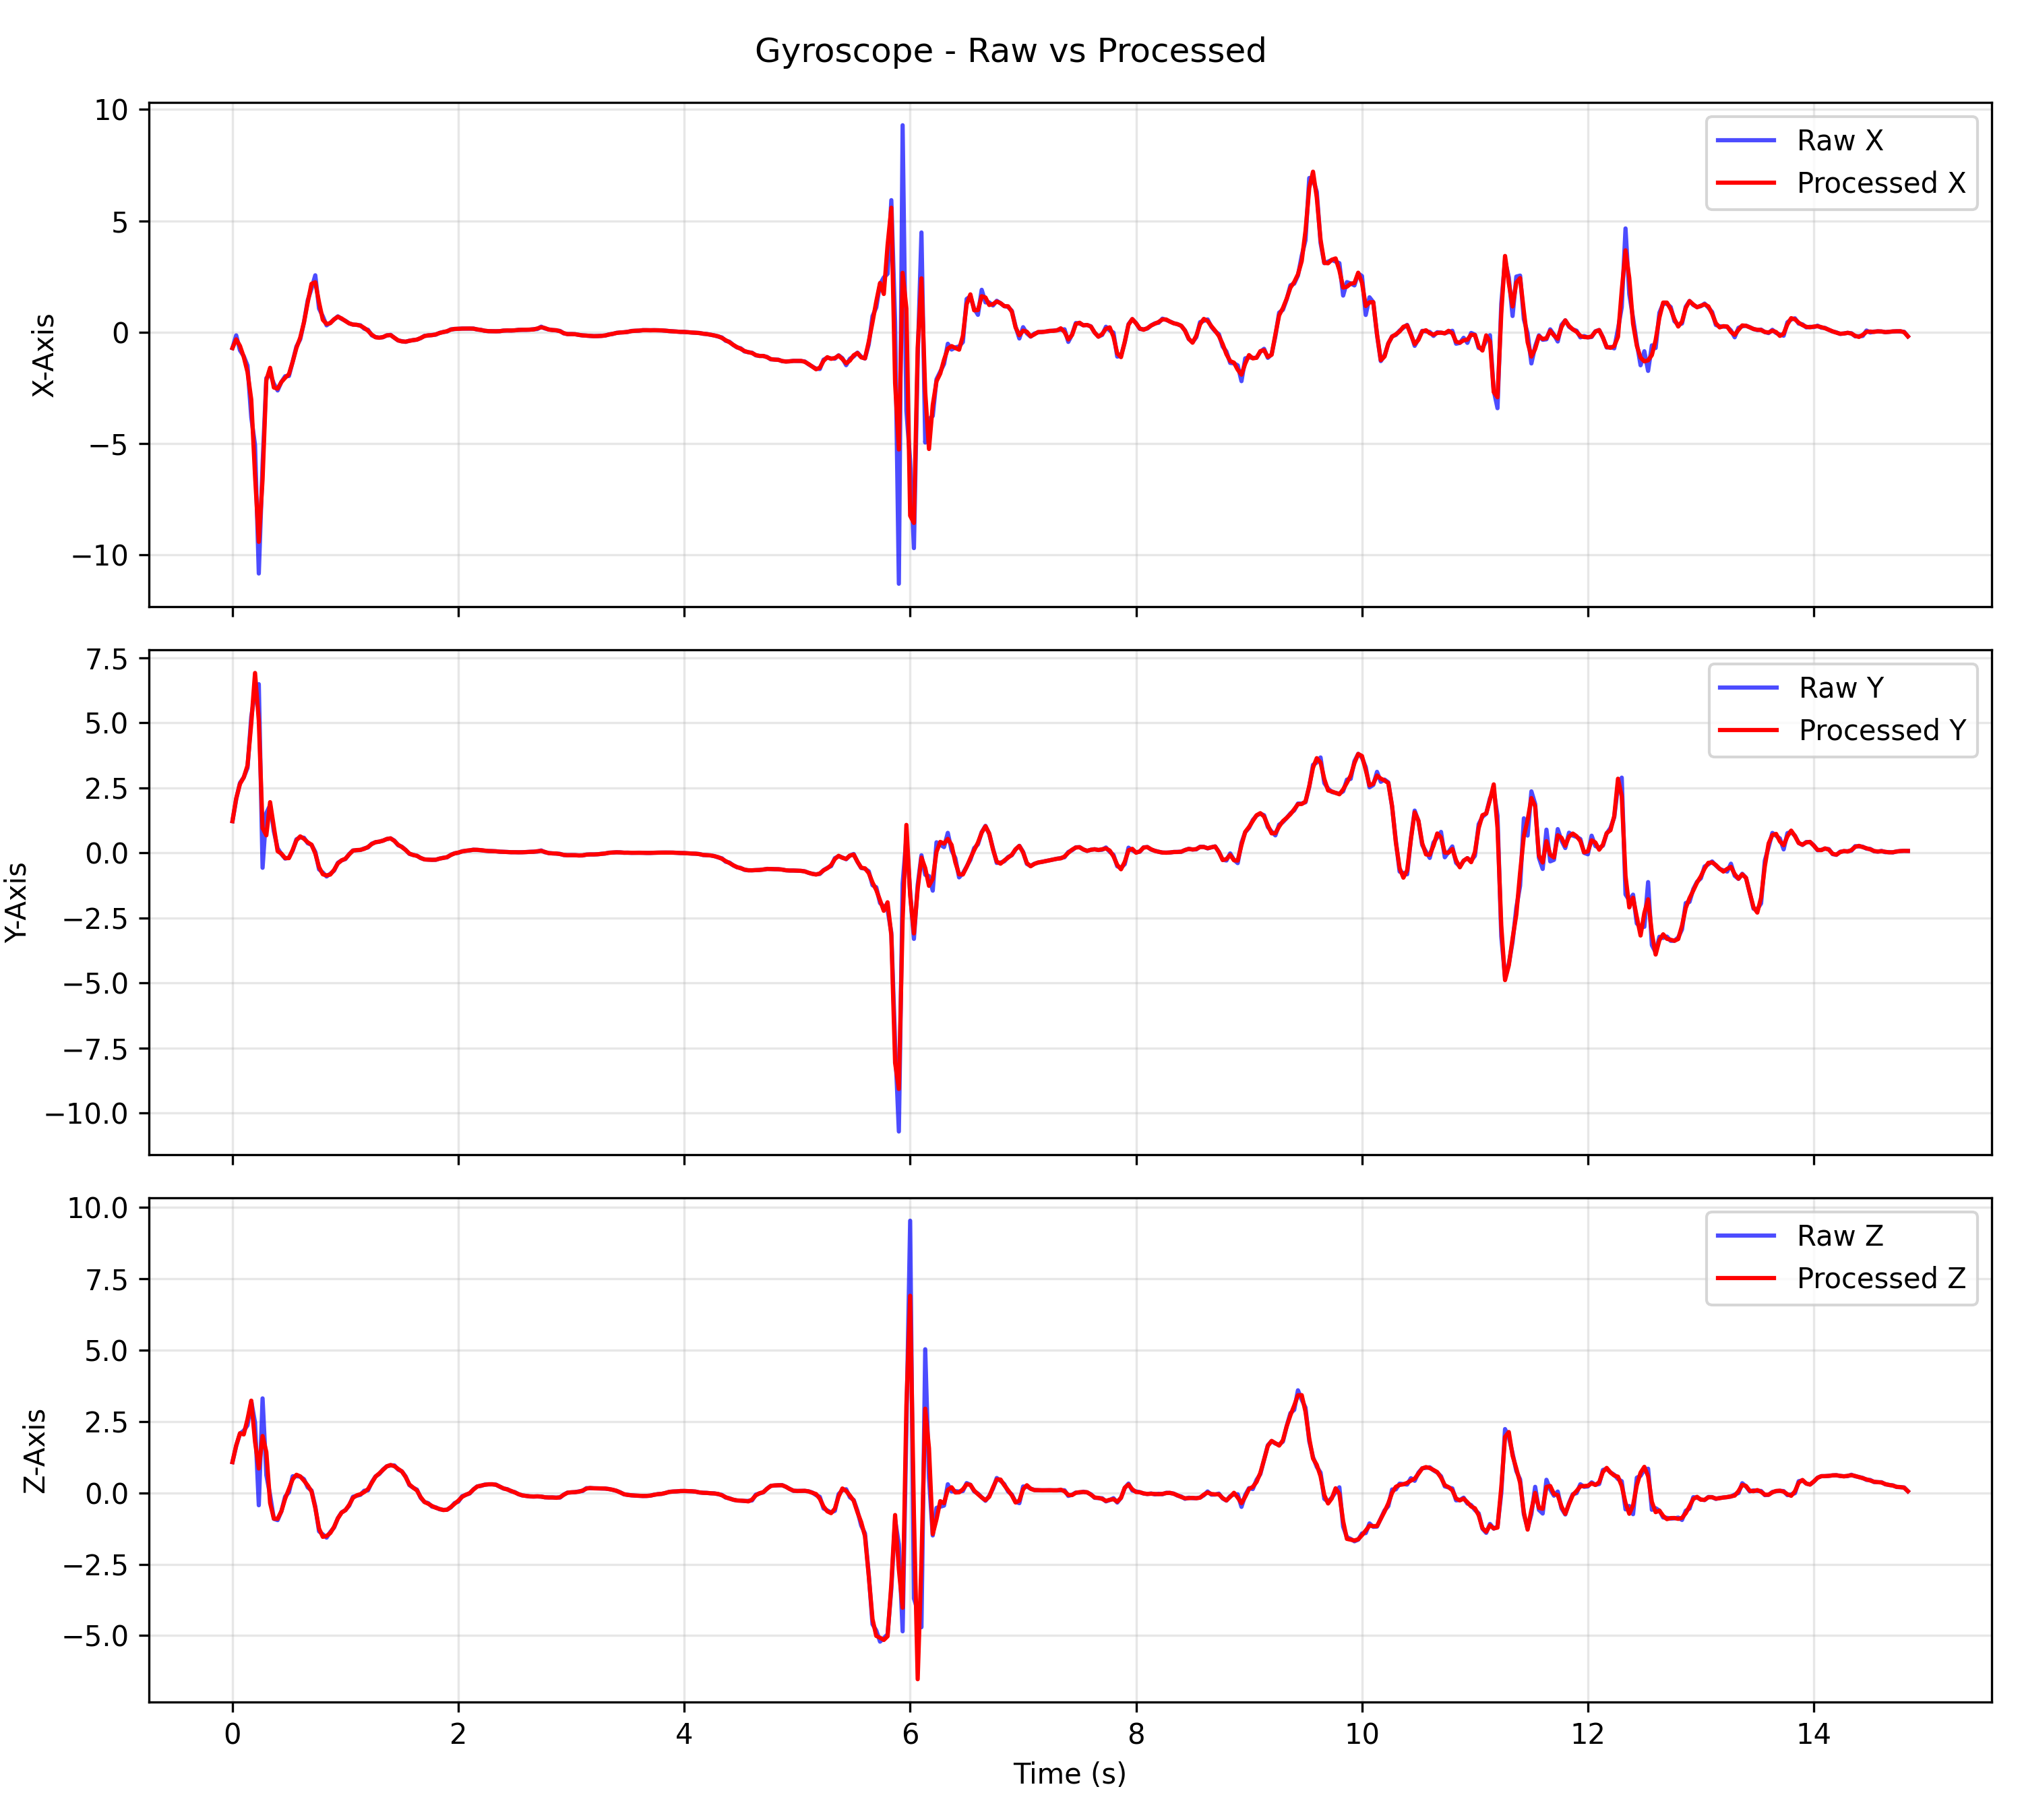 Gyroscope - Raw vs Processed
10
5
0
−5
−10
X-Axis
Raw X
Processed X
7.5
5.0
2.5
0.0
−2.5
−5.0
−7.5
−10.0
Y-Axis
Raw Y
Processed Y
10.0
7.5
5.0
2.5
0.0
−2.5
−5.0
Z-Axis
Raw Z
Processed Z
0 2 4 6 8 10 12 14
Time (s)